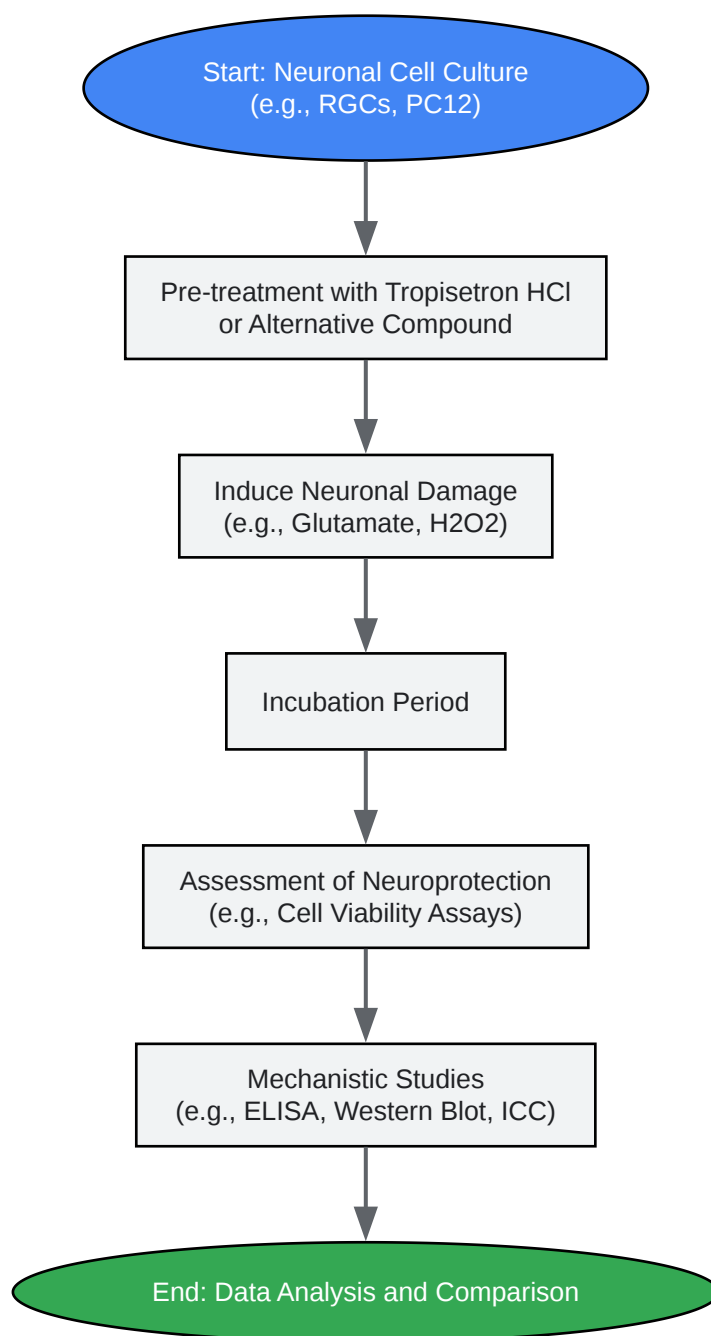 Start: Neuronal Cell Culture
(e.g., RGCs, PC12)
Pre-treatment with Tropisetron HCl
or Alternative Compound
Induce Neuronal Damage
(e.g., Glutamate, H2O2)
Incubation Period
Assessment of Neuroprotection
(e.g., Cell Viability Assays)
Mechanistic Studies
(e.g., ELISA, Western Blot, ICC)
End: Data Analysis and Comparison